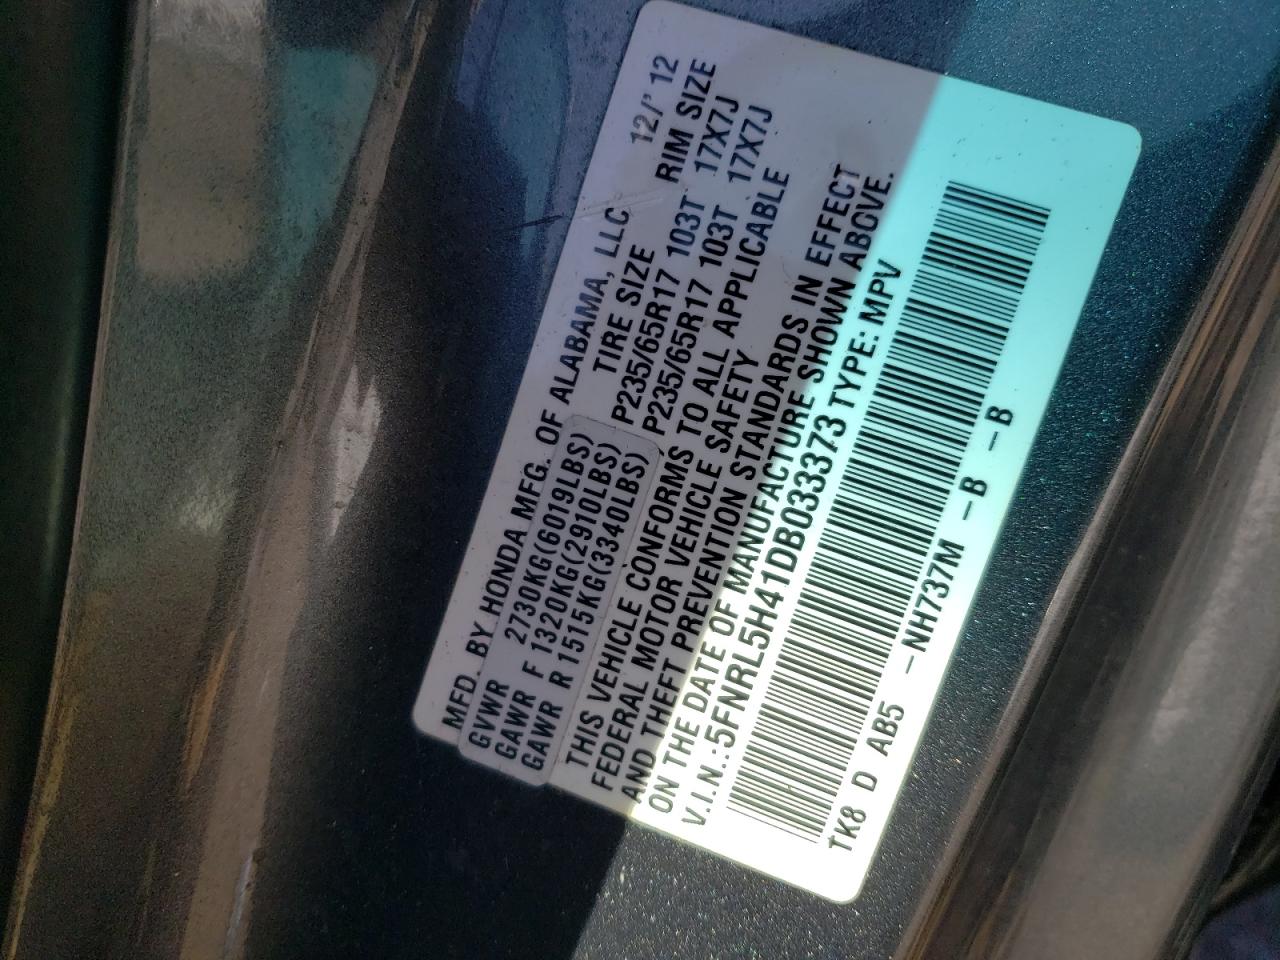 MFD. BY HONDA MFG. OF ALABAMA, LLC 12/'12
GVWR 2730KG(6019LBS) TIRE SIZE RIM SIZE
GAWR F 1320KG(2910LBS) P235/65R17 103T 17X7J
GAWR R 1515KG(3340LBS) P235/65R17 103T 17X7J
THIS VEHICLE CONFORMS TO ALL APPLICABLE
FEDERAL MOTOR VEHICLE SAFETY
AND THEFT PREVENTION STANDARDS IN EFFECT
ON THE DATE OF MANUFACTURE SHOWN ABOVE.
V.I.N.:5FNRL5H41DB033373 TYPE: MPV
TK8 D AB5 -NH737M -B -B